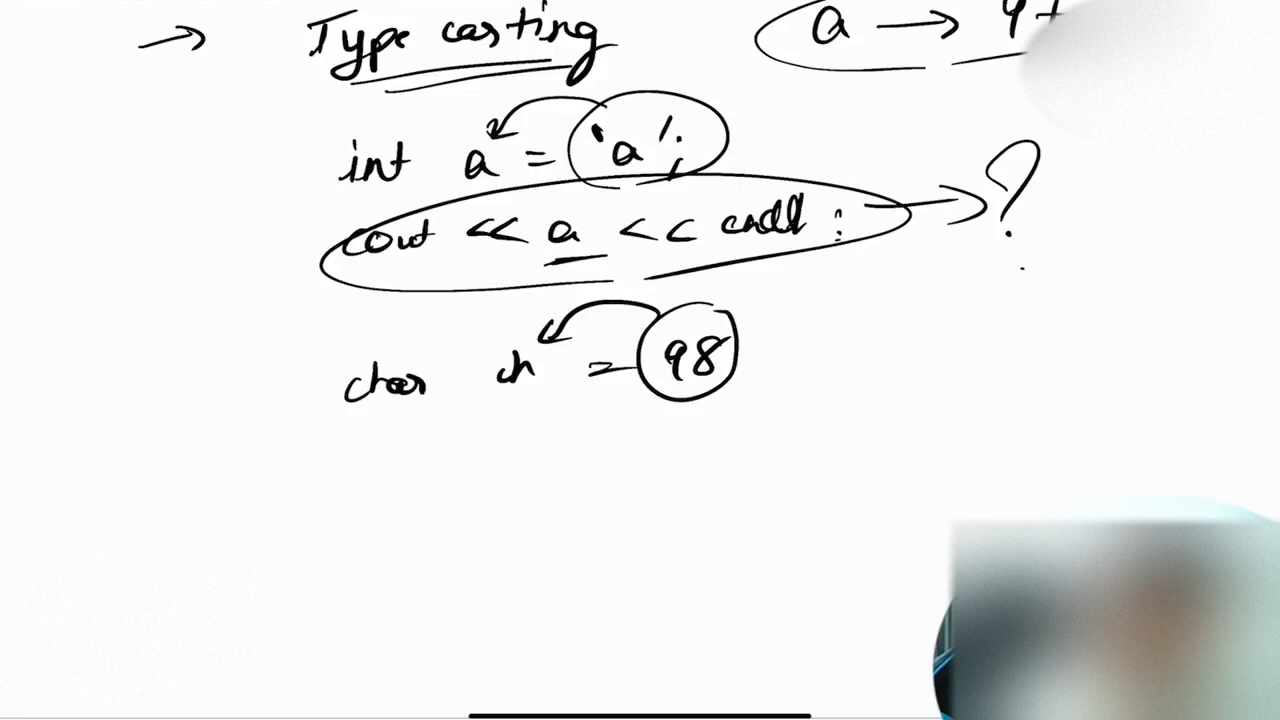 → Type casting a → 9
int a = 'a';
cout << a << endl; → ?
char ch = 98